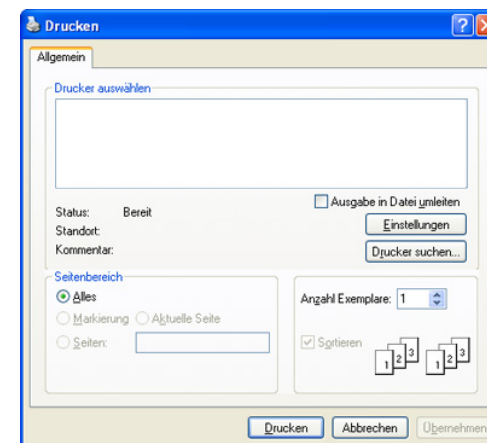 Drucken
Allgemein
Drucker auswählen
Ausgabe in Datei umleiten
Status: Bereit
Einstellungen
Standort:
Kommentar:
Drucker suchen...
Seitenbereich
Alles
Anzahl Exemplare: 1
Markierung Aktuelle Seite
Seiten:
Sortieren
1 2 3 1 2 3
Drucken Abbrechen Übernehmen